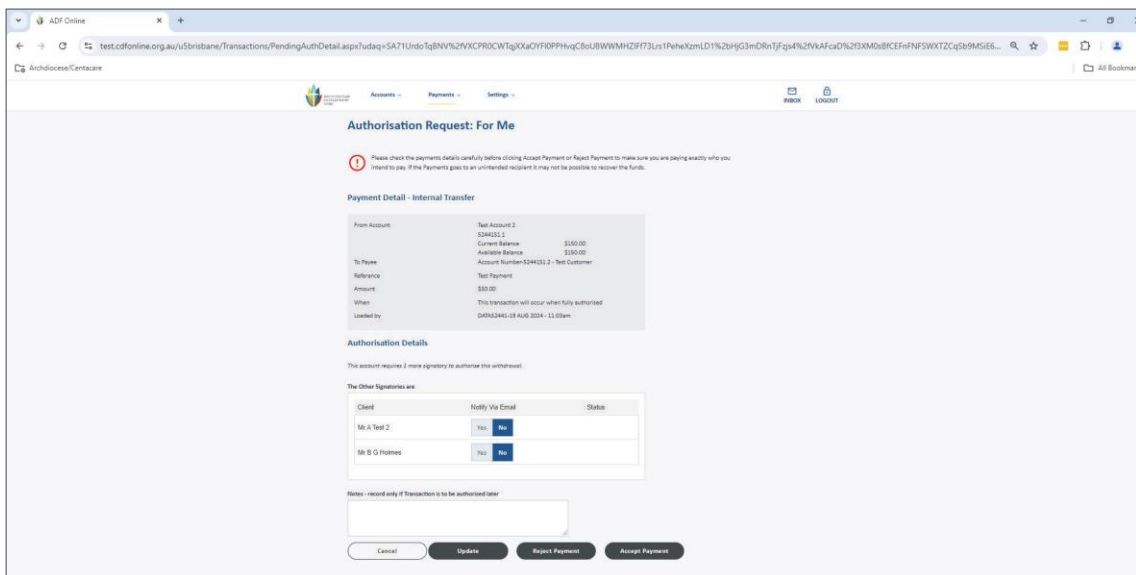 ADF Online
test.cdfonline.org.au/u5brisbane/Transactions/PendingAuthDetail.aspx?udaq=
Archdiocese/Centacare
All Bookmar
Accounts
Payments
Settings
INBOX
LOGOUT
Authorisation Request: For Me
Please check the payments details carefully before clicking Accept Payment or Reject Payment to make sure you are paying exactly who you
intend to pay. If the Payments goes to an unintended recipient it may not be possible to recover the funds.
Payment Detail - Internal Transfer
From Account Test Account 2
Current Balance $150.00
Available Balance $150.00
To Payee Account Number- - Test Customer
Reference Test Payment
Amount $50.00
When This transaction will occur when fully authorised
Loaded by DATA52441-19 AUG 2024 - 11:03am
Authorisation Details
This account requires 1 more signatory to authorise this withdrawal.
The Other Signatories are
Client Notify Via Email Status
Mr A Test 2 Yes No
Mr B G Holmes Yes No
Notes - record only if Transaction is to be authorised later
Cancel Update Reject Payment Accept Payment